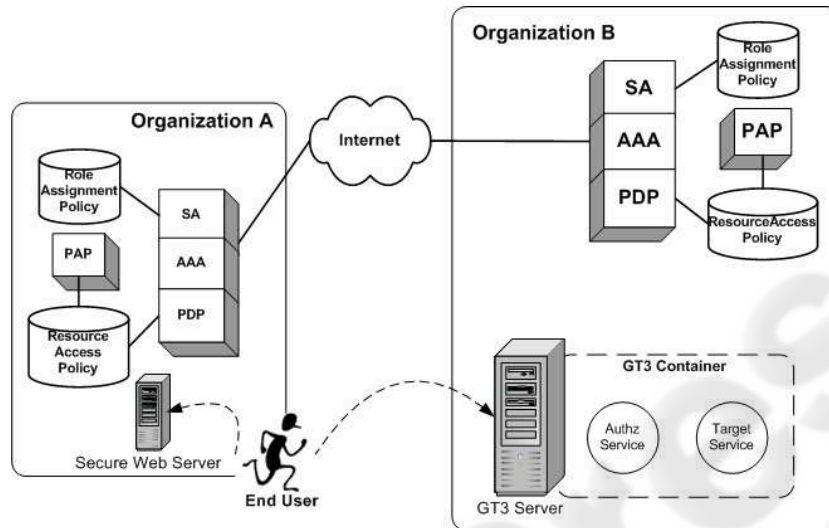 Organization B
Role
Assignment
Policy
SA
AAA
PDP
PAP
ResourceAccess
Policy
Internet
Organization A
Role
Assignment
Policy
SA
AAA
PDP
PAP
Resource
Access
Policy
Secure Web Server
End User
GT3 Container
Authz
Service
Target
Service
GT3 Server